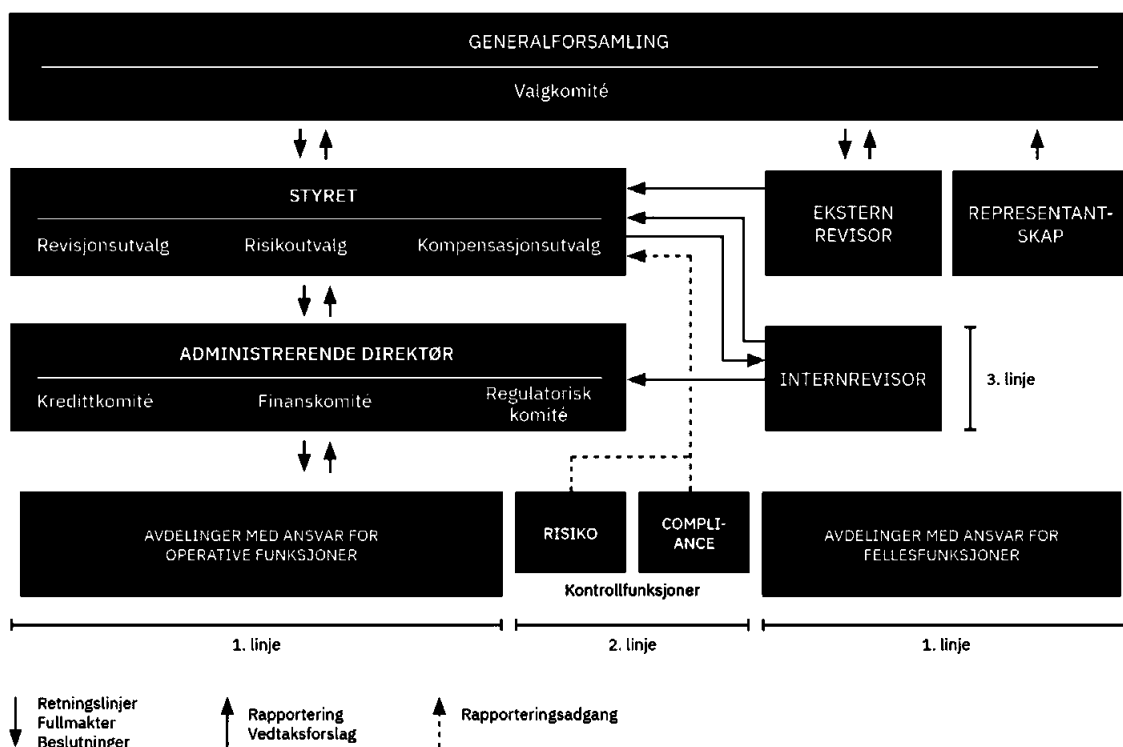 GENERALFORSAMLING
Valgkomité
STYRET
Revisjonsutvalg Risikoutvalg Kompensasjonsutvalg
EKSTERN
REVISOR
REPRESENTANT-
SKAP
ADMINISTRERENDE DIREKTØR
Kredittkomité Finanskomité Regulatorisk
komité
INTERNREVISOR
3. linje
AVDELINGER MED ANSVAR FOR
OPERATIVE FUNKSJONER
RISIKO
COMPLI-
ANCE
AVDELINGER MED ANSVAR FOR
FELLESFUNKSJONER
Kontrollfunksjoner
1. linje 2. linje 1. linje
Retningslinjer
Fullmakter
Beslutninger
Rapportering
Vedtaksforslag
Rapporteringsadgang